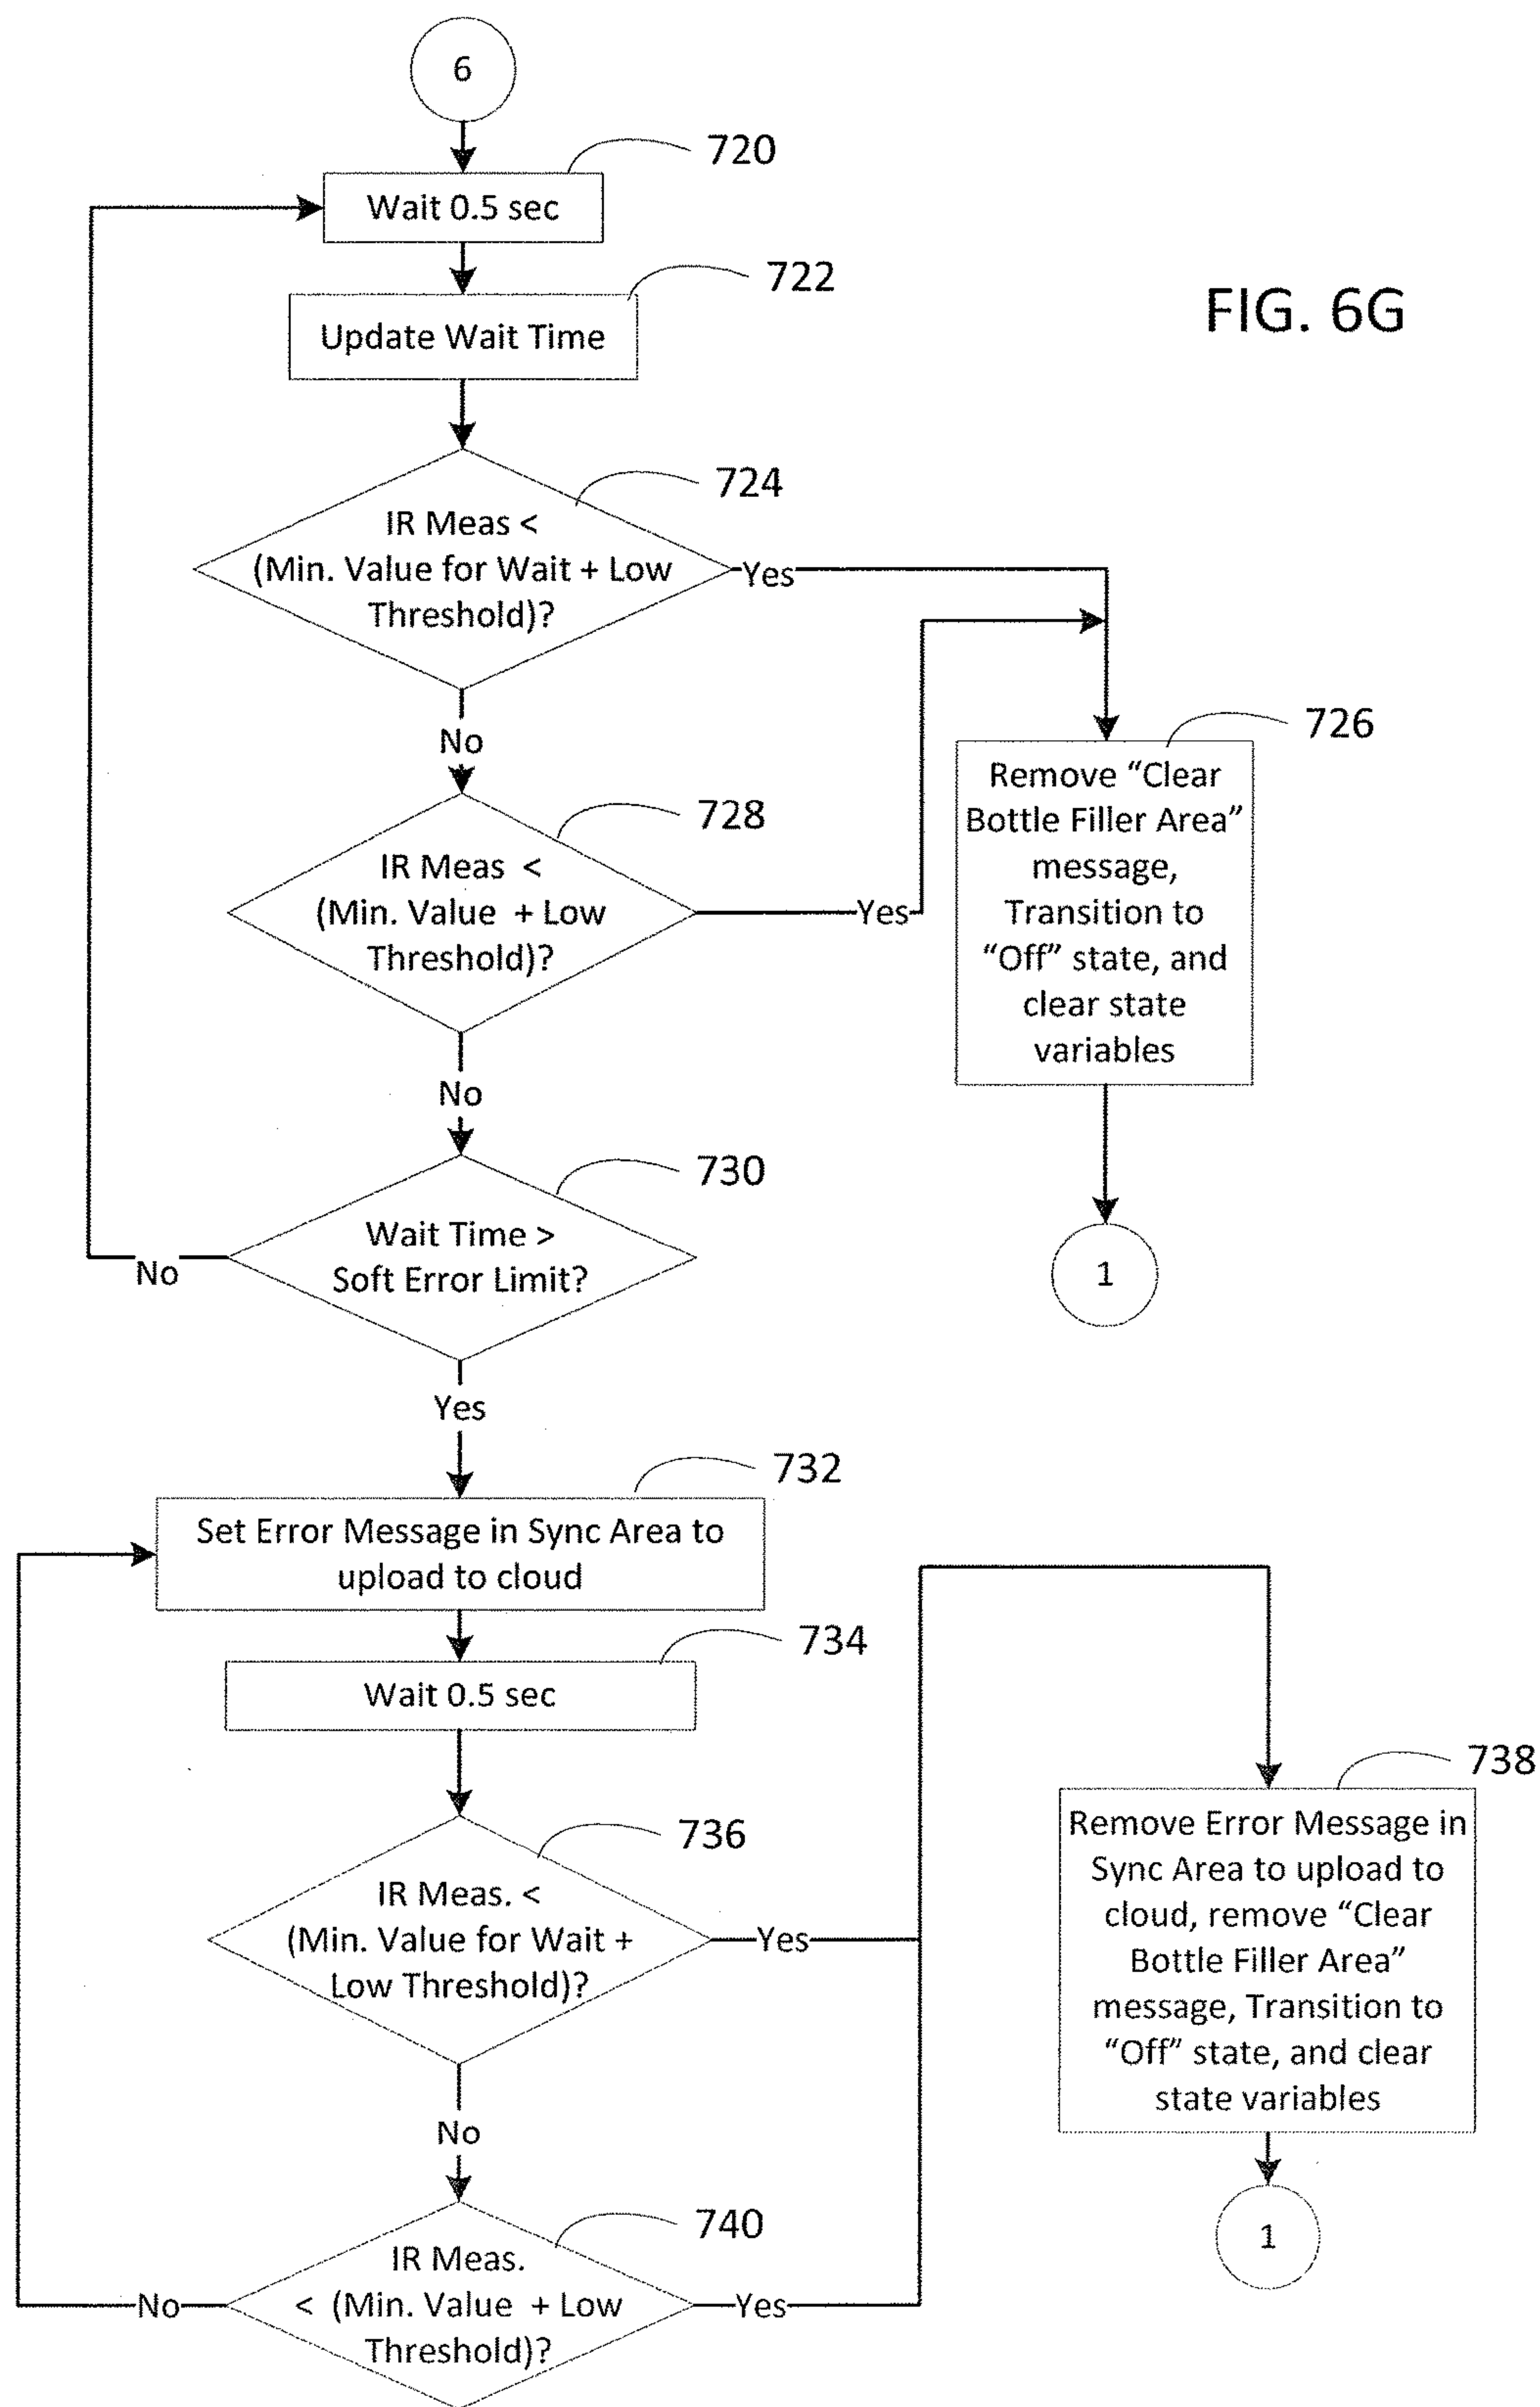 6
720
Wait 0.5 sec
722
Update Wait Time
FIG. 6G
724
IR Meas <
(Min. Value for Wait + Low
Threshold)?
Yes
No
726
Remove “Clear
Bottle Filler Area”
message,
Transition to
“Off” state, and
clear state
variables
728
IR Meas <
(Min. Value + Low
Threshold)?
Yes
No
730
Wait Time >
Soft Error Limit?
No
1
Yes
732
Set Error Message in Sync Area to
upload to cloud
734
Wait 0.5 sec
736
IR Meas. <
(Min. Value for Wait +
Low Threshold)?
Yes
No
738
Remove Error Message in
Sync Area to upload to
cloud, remove “Clear
Bottle Filler Area”
message, Transition to
“Off” state, and clear
state variables
740
IR Meas.
< (Min. Value + Low
Threshold)?
No
Yes
1